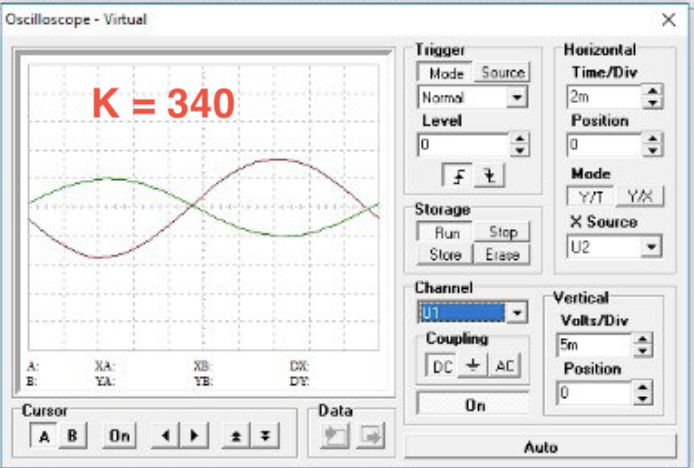 Oscilloscope - Virtual
K = 340
A: XA: XB: DX:
B: YA: YB: DY:
Cursor
A B On
Data
Trigger
Mode Source
Normal
Level
0
Storage
Run Stop
Store Erase
Channel
U1
Coupling
DC AC
On
Horizontal
Time/Div
2m
Position
0
Mode
Y/T Y/X
X Source
U2
Vertical
Volts/Div
5m
Position
0
Auto